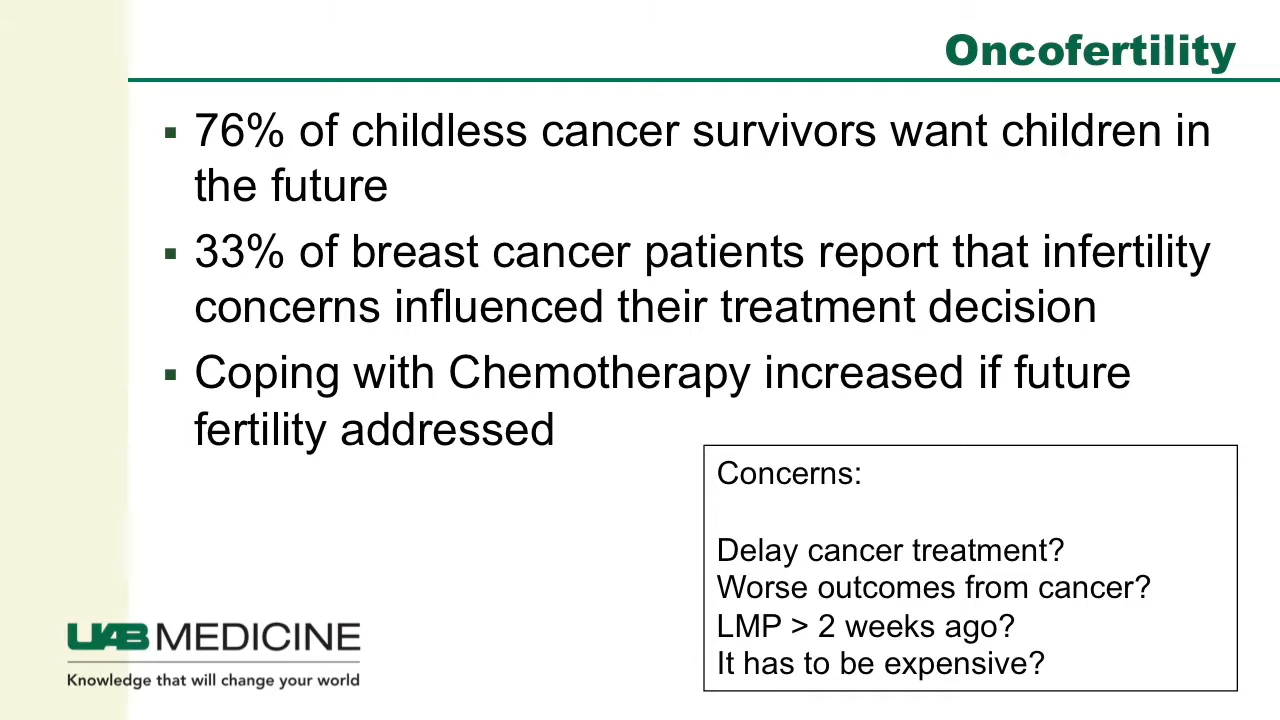 Oncofertility
▪ 76% of childless cancer survivors want children in
the future
▪ 33% of breast cancer patients report that infertility
concerns influenced their treatment decision
▪ Coping with Chemotherapy increased if future
fertility addressed
Concerns:
Delay cancer treatment?
Worse outcomes from cancer?
LMP > 2 weeks ago?
It has to be expensive?
UAB MEDICINE
Knowledge that will change your world